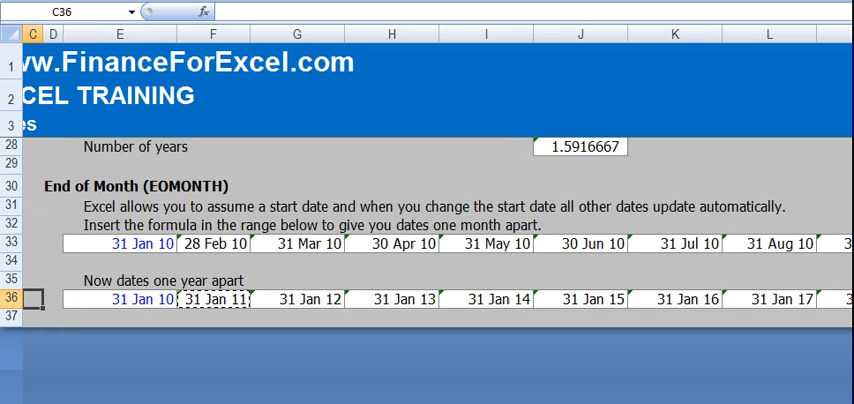 C36 fx
C D E F G H I J K L
1 vw.FinanceForExcel.com
2 CEL TRAINING
3 es
28 Number of years 1.5916667
29
30 End of Month (EOMONTH)
31 Excel allows you to assume a start date and when you change the start date all other dates update automatically.
32 Insert the formula in the range below to give you dates one month apart.
33 31 Jan 10 28 Feb 10 31 Mar 10 30 Apr 10 31 May 10 30 Jun 10 31 Jul 10 31 Aug 10 3
34
35 Now dates one year apart
36 31 Jan 10 31 Jan 11 31 Jan 12 31 Jan 13 31 Jan 14 31 Jan 15 31 Jan 16 31 Jan 17 3
37